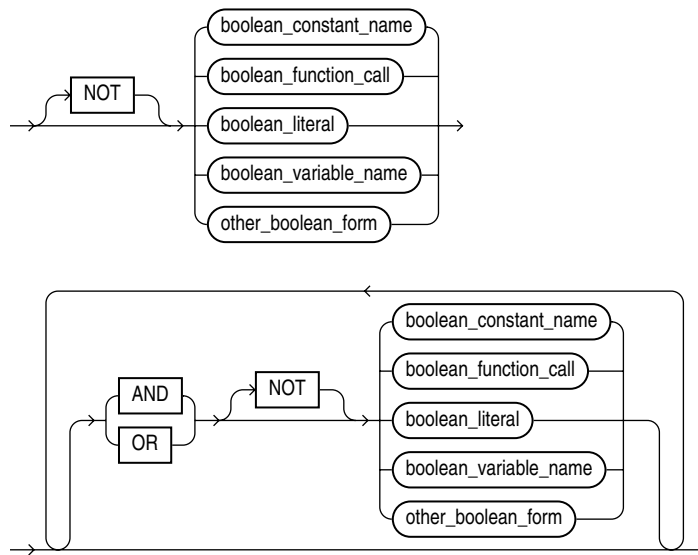 boolean_constant_name
boolean_function_call
NOT
boolean_literal
boolean_variable_name
other_boolean_form
boolean_constant_name
boolean_function_call
AND
NOT
OR
boolean_literal
boolean_variable_name
other_boolean_form